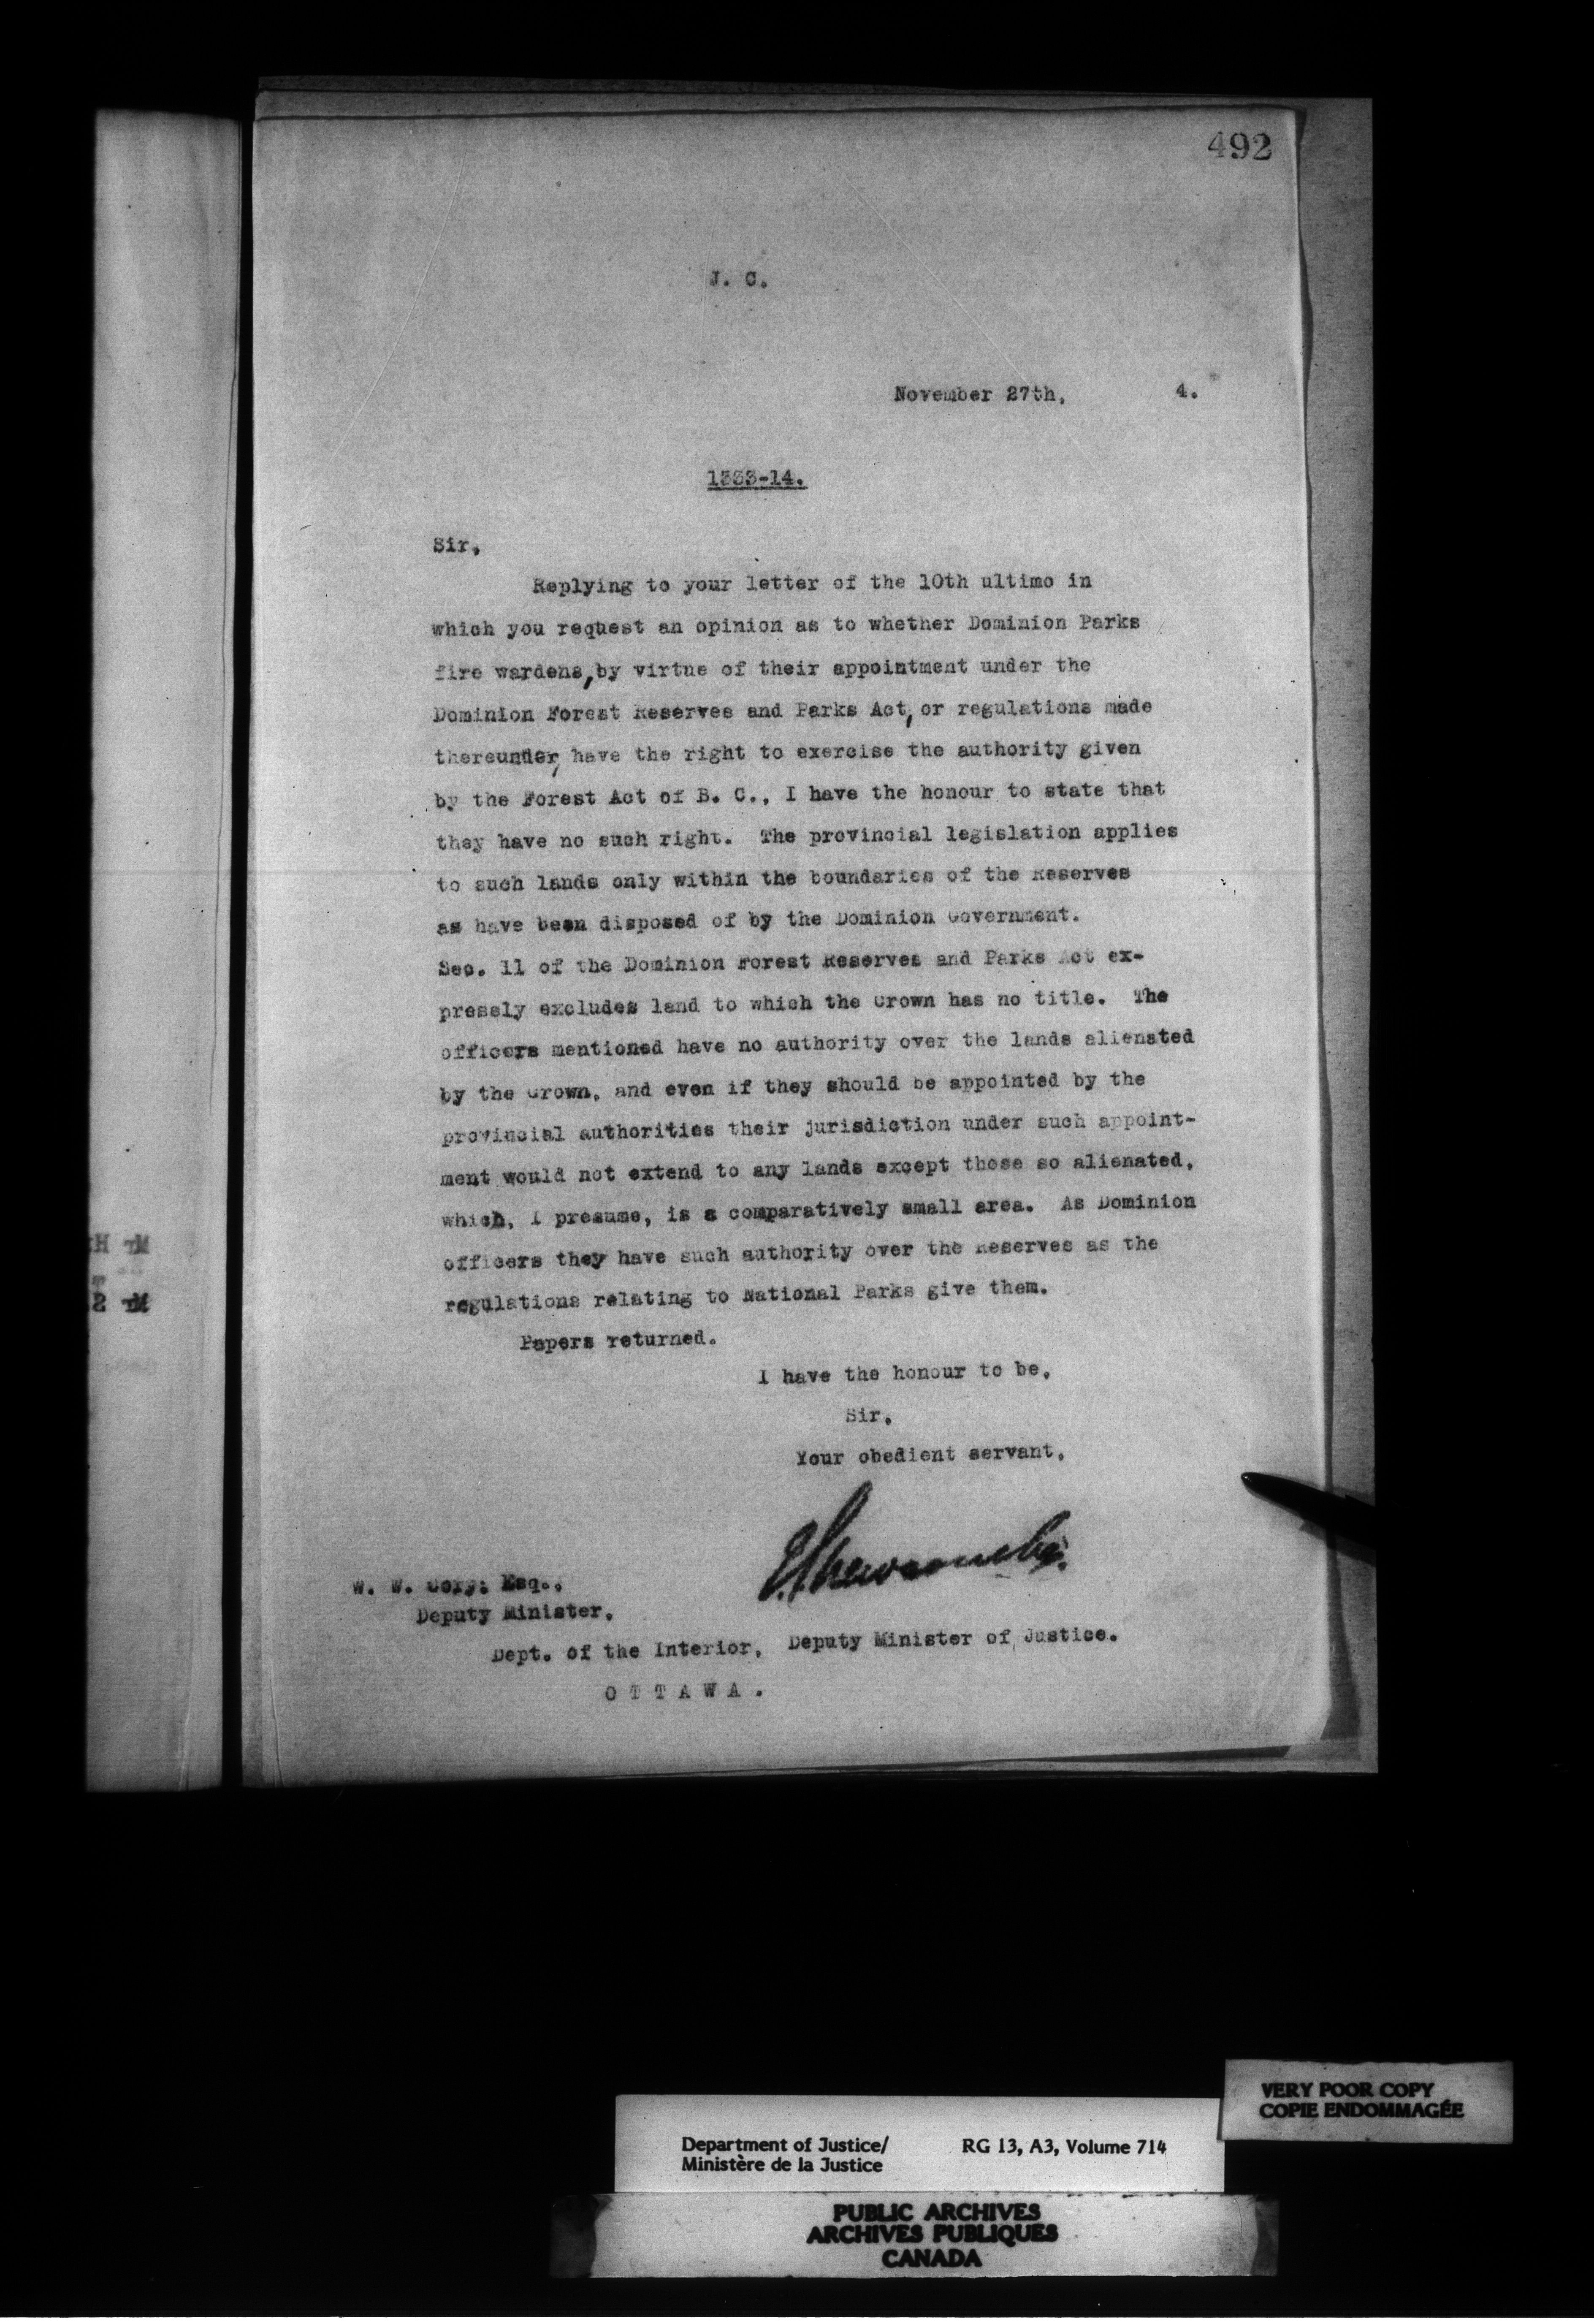 492
J. C.
November 27th, 4.
1333-14.
Sir,
Replying to your letter of the 10th ultimo in
which you request an opinion as to whether Dominion Parks
fire wardens, by virtue of their appointment under the
Dominion Forest Reserves and Parks Act, or regulations made
thereunder, have the right to exercise the authority given
by the Forest Act of B. C., I have the honour to state that
they have no such right. The provincial legislation applies
to such lands only within the boundaries of the Reserves
as have been disposed of by the Dominion Government.
Sec. 11 of the Dominion Forest Reserves and Parks Act ex-
pressly excludes land to which the Crown has no title. The
officers mentioned have no authority over the lands alienated
by the Crown, and even if they should be appointed by the
provincial authorities their jurisdiction under such appoint-
ment would not extend to any lands except those so alienated,
which, I presume, is a comparatively small area. As Dominion
officers they have such authority over the Reserves as the
regulations relating to National Parks give them.
Papers returned.
I have the honour to be,
Sir,
Your obedient servant,
E L Newcombe.
W. W. Cory, Esq.,
Deputy Minister,
Dept. of the Interior, Deputy Minister of Justice.
O T T A W A .
VERY POOR COPY
COPIE ENDOMMAGÉE
Department of Justice/ RG 13, A3, Volume 714
Ministère de la Justice
PUBLIC ARCHIVES
ARCHIVES PUBLIQUES
CANADA